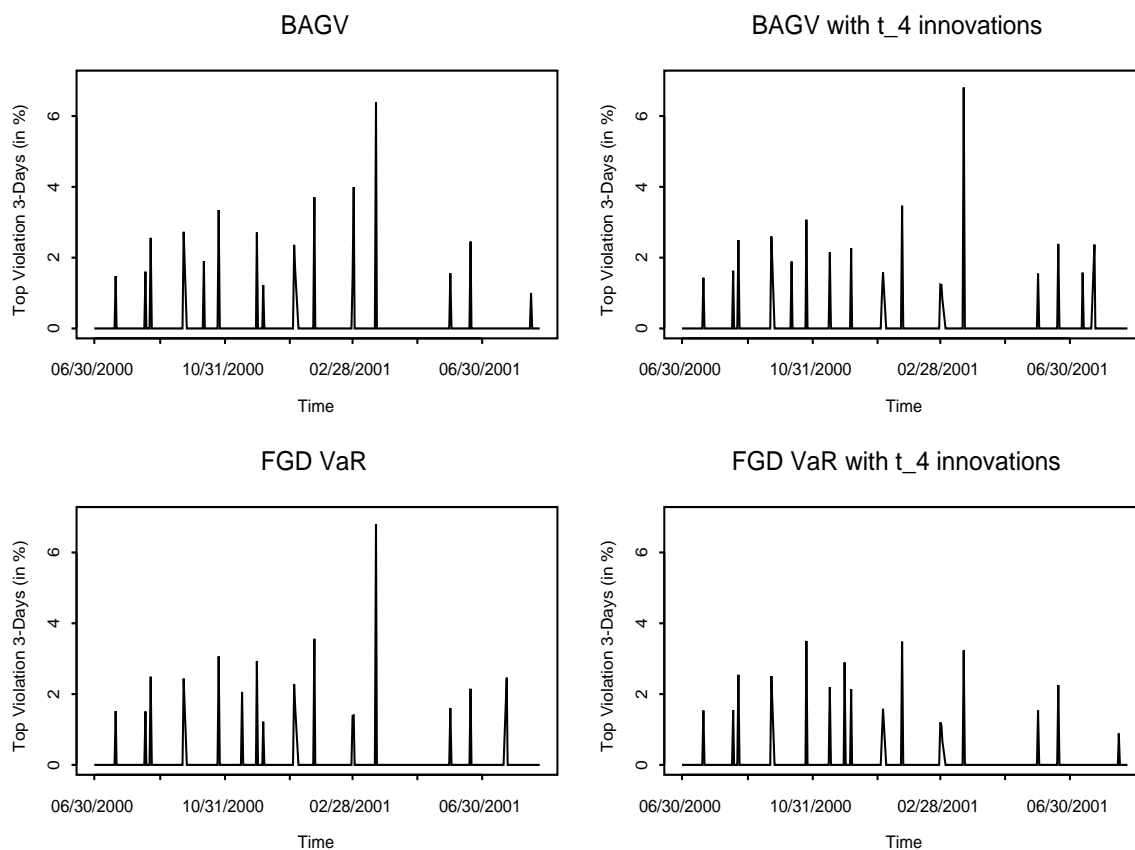 BAGV
Top Violation 3-Days (in %)
0
2
4
6
06/30/2000 10/31/2000 02/28/2001 06/30/2001
Time
BAGV with t_4 innovations
Top Violation 3-Days (in %)
0
2
4
6
06/30/2000 10/31/2000 02/28/2001 06/30/2001
Time
FGD VaR
Top Violation 3-Days (in %)
0
2
4
6
06/30/2000 10/31/2000 02/28/2001 06/30/2001
Time
FGD VaR with t_4 innovations
Top Violation 3-Days (in %)
0
2
4
6
06/30/2000 10/31/2000 02/28/2001 06/30/2001
Time